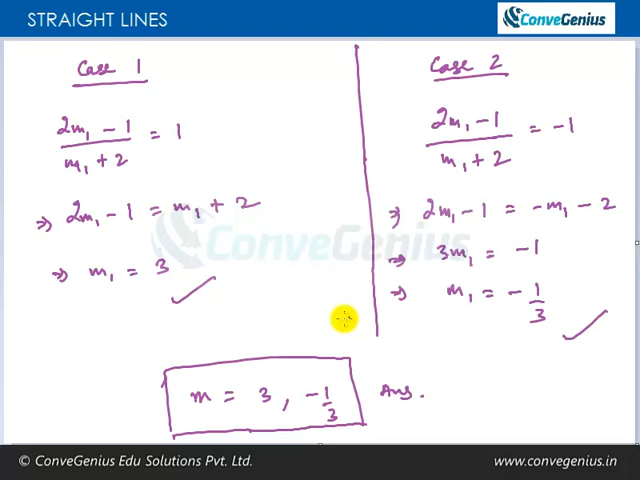 STRAIGHT LINES
ConveGenius
Case 1
(2m₁ - 1)/(m₁ + 2) = 1
⇒ 2m₁ - 1 = m₁ + 2
⇒ m₁ = 3
Case 2
(2m₁ - 1)/(m₁ + 2) = -1
⇒ 2m₁ - 1 = -m₁ - 2
⇒ 3m₁ = -1
⇒ m₁ = -1/3
ConveGenius
m = 3, -1/3 Ans.
© ConveGenius Edu Solutions Pvt. Ltd.
www.convegenius.in